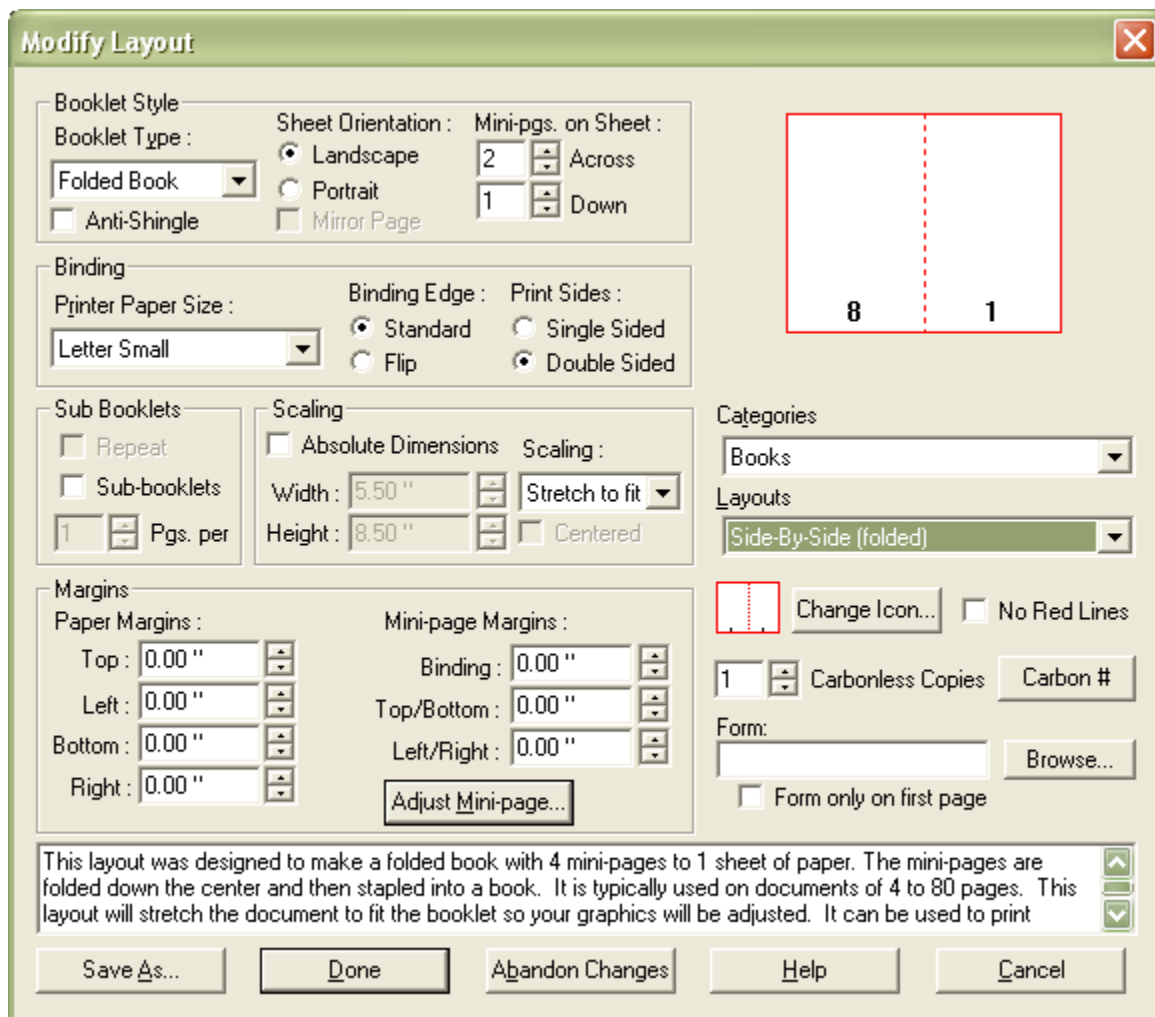 Modify Layout
Booklet Style
Booklet Type :
Folded Book
Anti-Shingle
Sheet Orientation :
Landscape
Portrait
Mirror Page
Mini-pgs. on Sheet :
2 Across
1 Down
8 1
Binding
Printer Paper Size :
Letter Small
Binding Edge :
Standard
Flip
Print Sides :
Single Sided
Double Sided
Sub Booklets
Repeat
Sub-booklets
1 Pgs. per
Scaling
Absolute Dimensions
Width : 5.50 "
Height : 8.50 "
Scaling :
Stretch to fit
Centered
Categories
Books
Layouts
Side-By-Side (folded)
Change Icon...
No Red Lines
1 Carbonless Copies
Carbon #
Form:
Browse...
Form only on first page
Margins
Paper Margins :
Top : 0.00 "
Left : 0.00 "
Bottom : 0.00 "
Right : 0.00 "
Mini-page Margins :
Binding : 0.00 "
Top/Bottom : 0.00 "
Left/Right : 0.00 "
Adjust Mini-page...
This layout was designed to make a folded book with 4 mini-pages to 1 sheet of paper. The mini-pages are
folded down the center and then stapled into a book.  It is typically used on documents of 4 to 80 pages.  This
layout will stretch the document to fit the booklet so your graphics will be adjusted.  It can be used to print
Save As...
Done
Abandon Changes
Help
Cancel